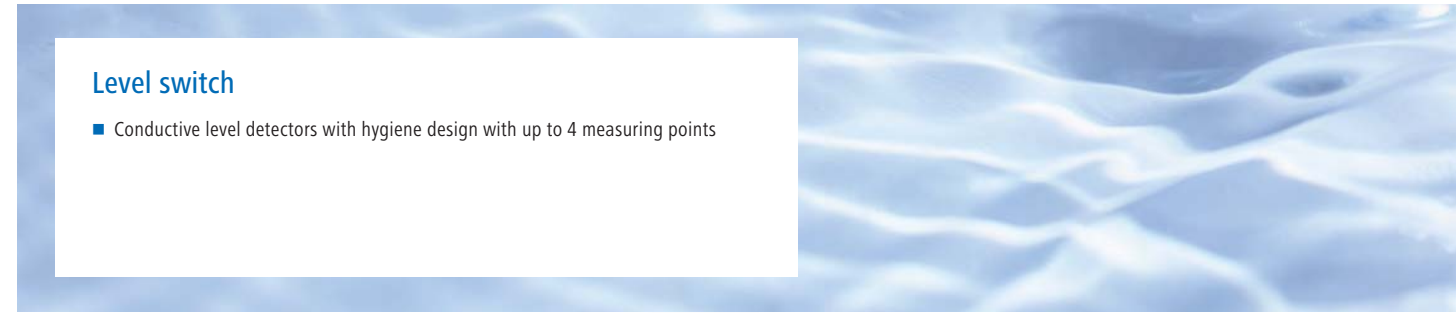 Level switch
■ Conductive level detectors with hygiene design with up to 4 measuring points